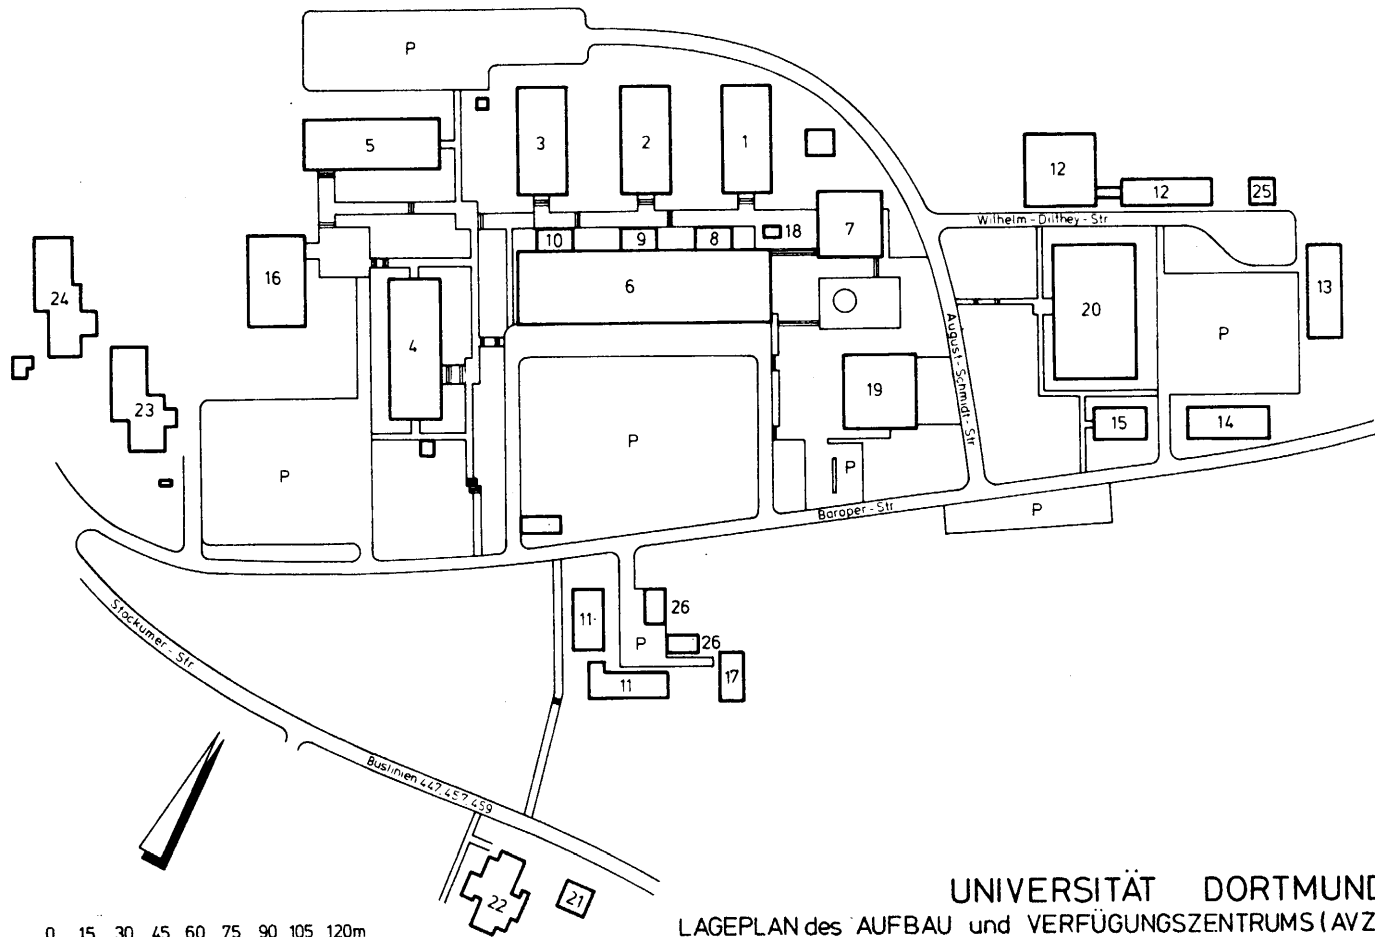 P
3
2
1
5
12
12
25
Wilhelm-Dilthey-Str
10
9
8
18
7
16
6
24
13
20
August-Schmidt-Str
P
4
19
23
15
14
P
P
P
Baroper-Str
P
11
26
P
26
11
17
Stockumer-Str
Buslinien 447.457.459
22
21
UNIVERSITÄT DORTMUND
0 15 30 45 60 75 90 105 120m
LAGEPLAN des AUFBAU und VERFÜGUNGSZENTRUMS (AVZ